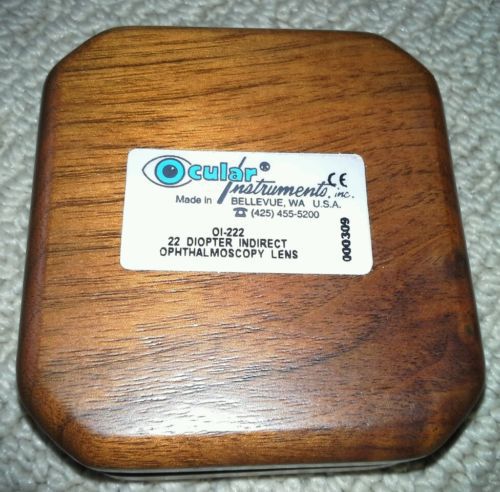 Ocular®
Instruments, inc.
CE
Made in BELLEVUE, WA U.S.A.
☎ (425) 455-5200
OI-222
22 DIOPTER INDIRECT
OPHTHALMOSCOPY LENS
000309